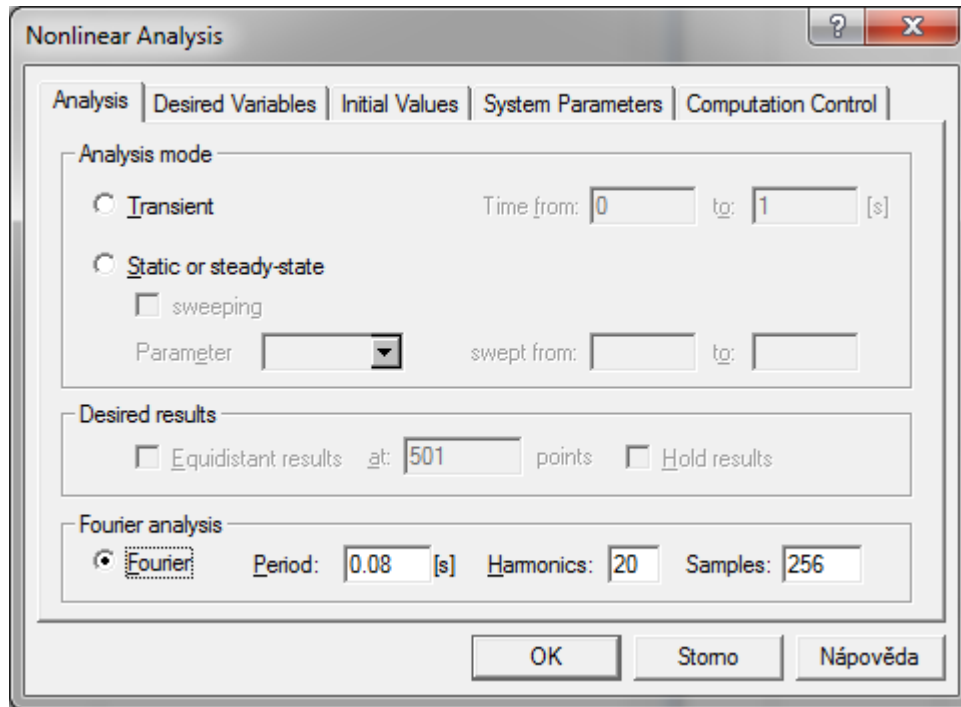 Nonlinear Analysis
Analysis Desired Variables Initial Values System Parameters Computation Control
Analysis mode
Transient Time from: 0 to: 1 [s]
Static or steady-state
sweeping
Parameter swept from: to:
Desired results
Equidistant results at: 501 points Hold results
Fourier analysis
Fourier Period: 0.08 [s] Harmonics: 20 Samples: 256
OK Storno Nápověda